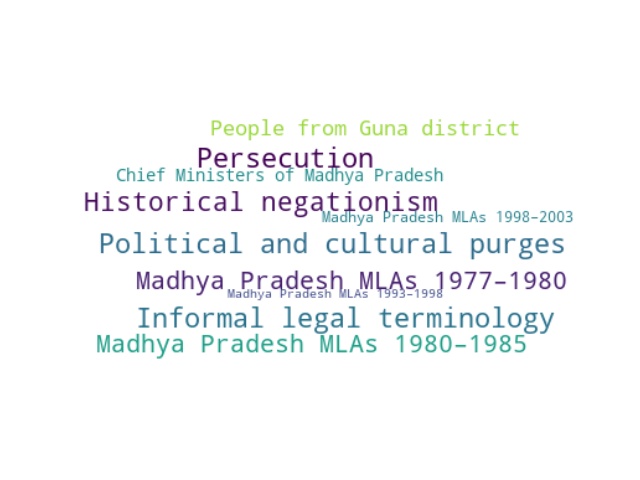 People from Guna district
Persecution
Chief Ministers of Madhya Pradesh
Historical negationism
Madhya Pradesh MLAs 1998–2003
Political and cultural purges
Madhya Pradesh MLAs 1977–1980
Madhya Pradesh MLAs 1993–1998
Informal legal terminology
Madhya Pradesh MLAs 1980–1985